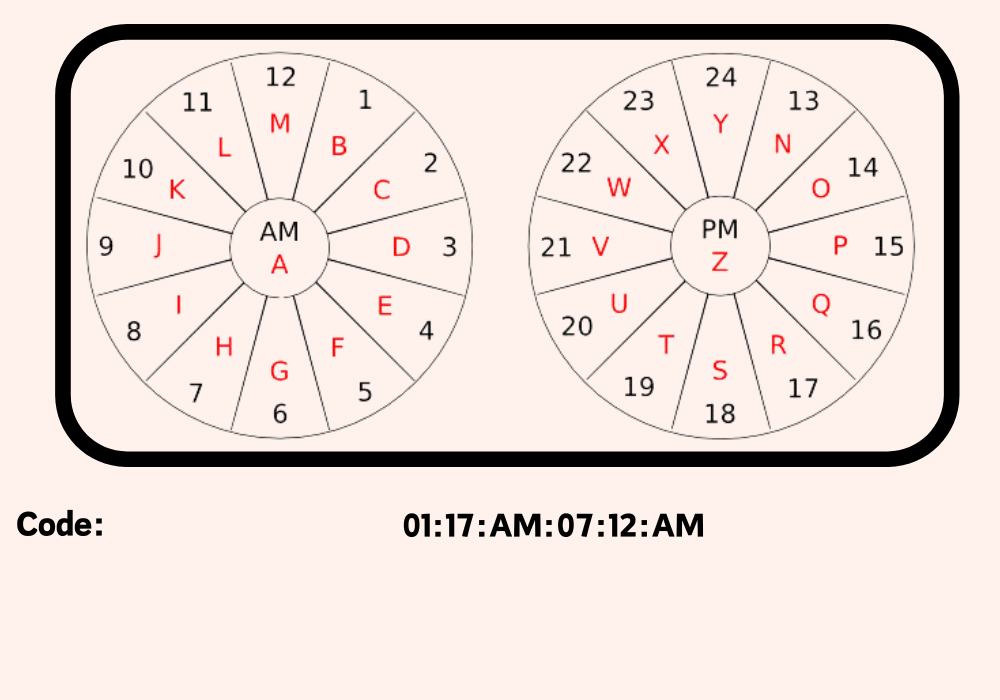 12 24
11 1 23 13
M Y
L B X N
10 2 22 14
K C W O
AM PM
9 J D 3 21 V P 15
A Z
I E U Q
8 4 20 16
H F T R
G S
7 5 19 17
6 18
Code: 01:17:AM:07:12:AM